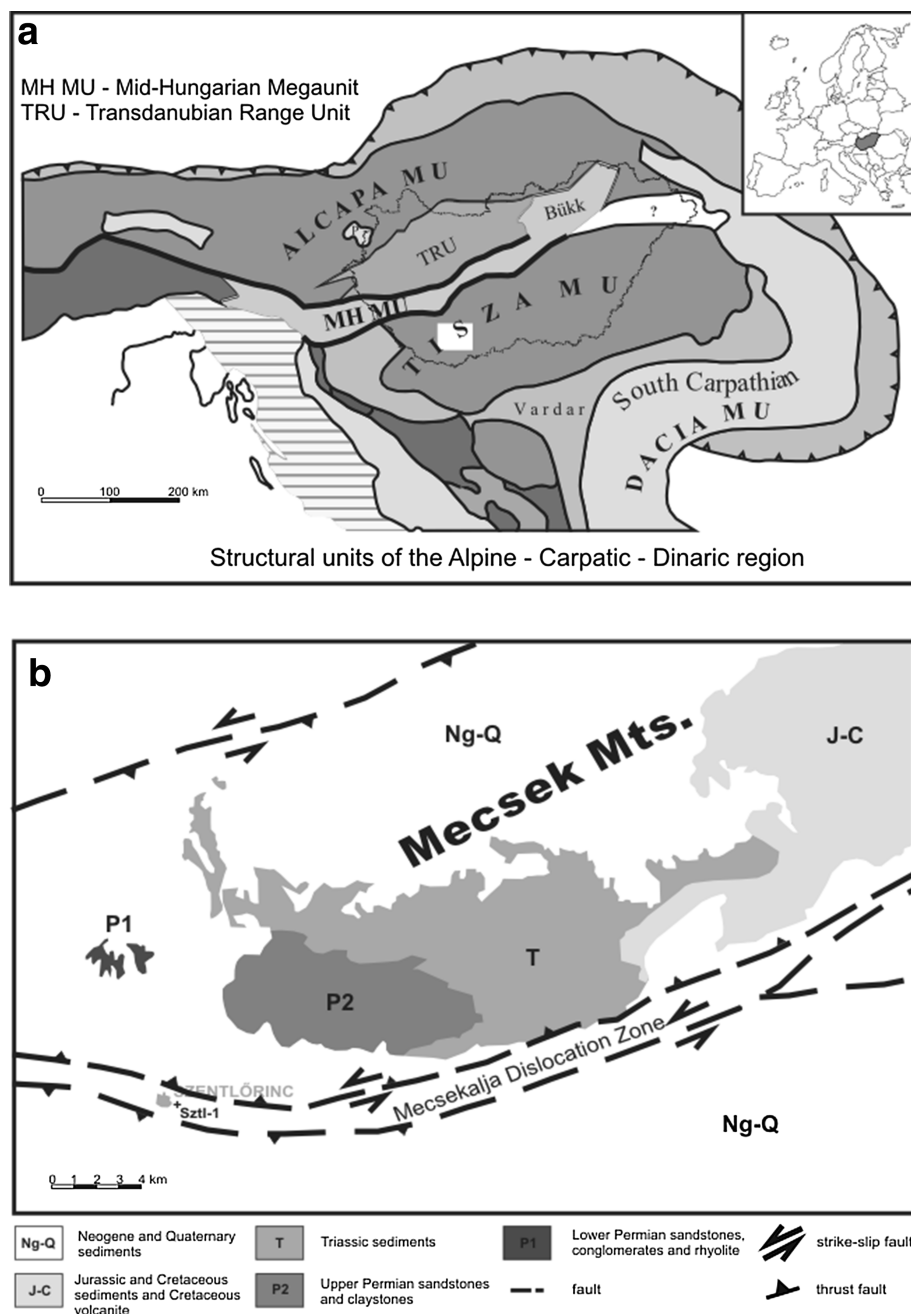 a
MH MU - Mid-Hungarian Megaunit
TRU - Transdanubian Range Unit
ALCAPA MU
Bükk
?
TRU
MH MU
TISZA MU
South Carpathian
Vardar
DACIA MU
0 100 200 km
Structural units of the Alpine - Carpatic - Dinaric region
b
Ng-Q
Mecsek Mts.
J-C
P1
T
P2
Mecsekalja Dislocation Zone
SZENTLŐRINC
+Sztl-1
Ng-Q
0 1 2 3 4 km
Ng-Q Neogene and Quaternary sediments
T Triassic sediments
P1 Lower Permian sandstones, conglomerates and rhyolite
strike-slip fault
J-C Jurassic and Cretaceous sediments and Cretaceous volcanite
P2 Upper Permian sandstones and claystones
fault
thrust fault